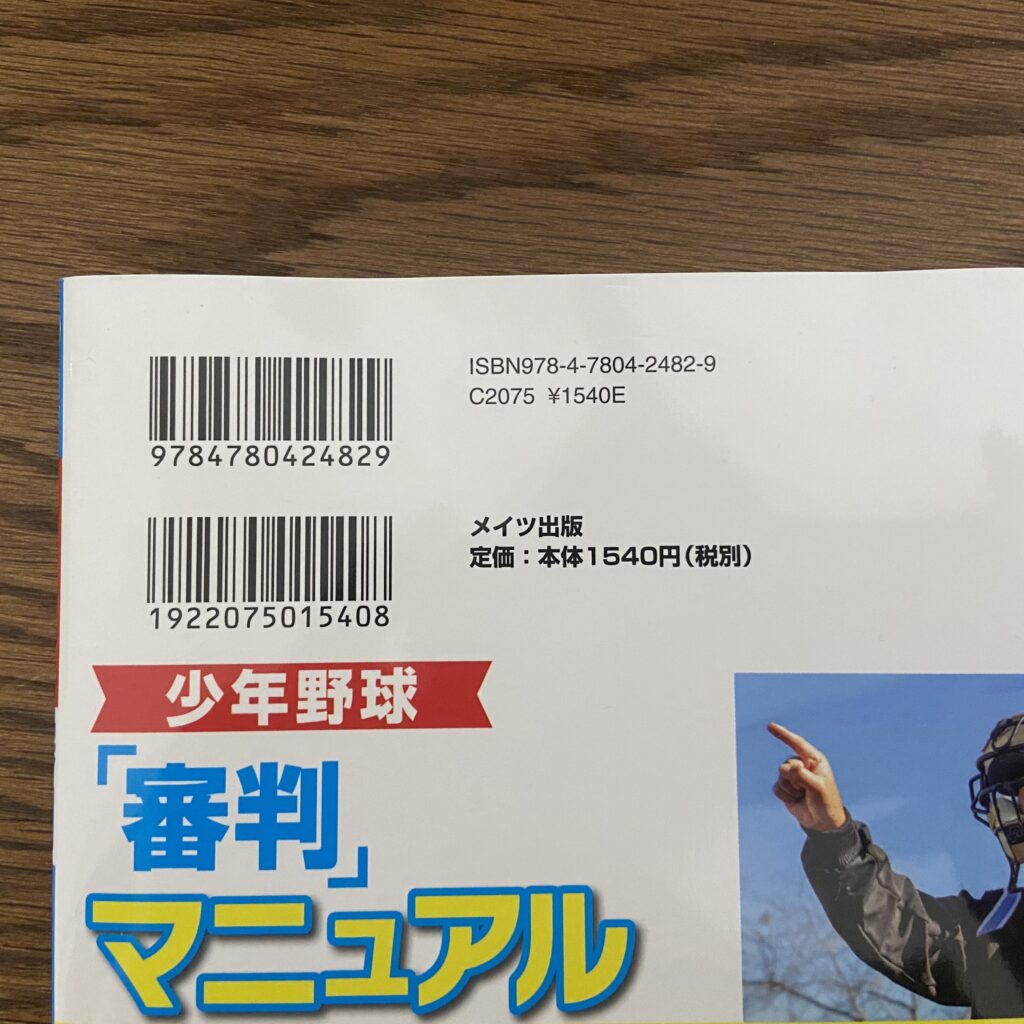 9784780424829
ISBN978-4-7804-2482-9
C2075 ¥1540E
1922075015408
メイツ出版
定価：本体1540円（税別）
少年野球
「審判」
マニュアル